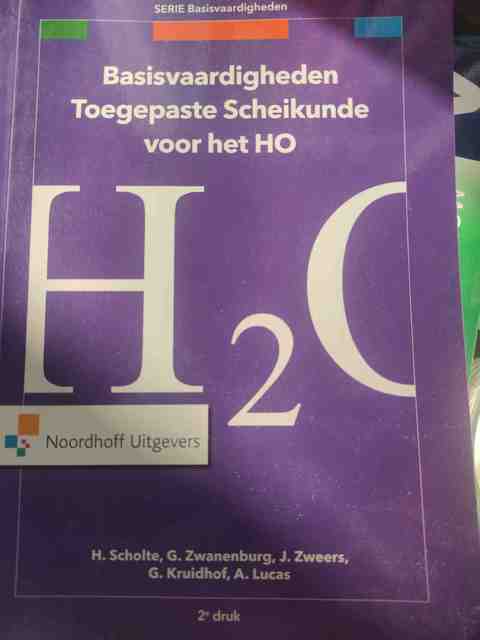 SERIE Basisvaardigheden
Basisvaardigheden
Toegepaste Scheikunde
voor het HO
H2O
Noordhoff Uitgevers
H. Scholte, G. Zwanenburg, J. Zweers,
G. Kruidhof, A. Lucas
2e druk